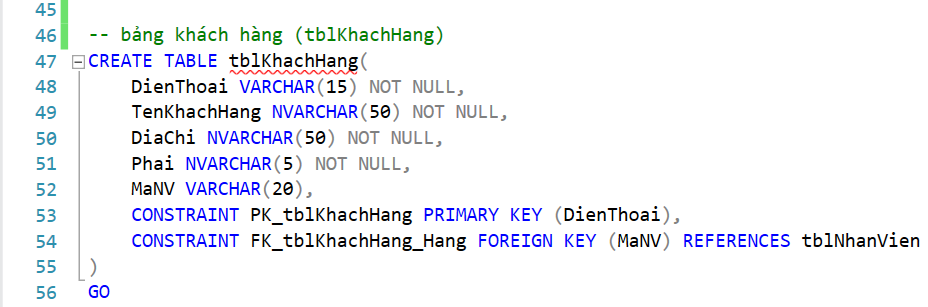 45
46 -- bảng khách hàng (tblKhachHang)
47 CREATE TABLE tblKhachHang(
48 DienThoai VARCHAR(15) NOT NULL,
49 TenKhachHang NVARCHAR(50) NOT NULL,
50 DiaChi NVARCHAR(50) NOT NULL,
51 Phai NVARCHAR(5) NOT NULL,
52 MaNV VARCHAR(20),
53 CONSTRAINT PK_tblKhachHang PRIMARY KEY (DienThoai),
54 CONSTRAINT FK_tblKhachHang_Hang FOREIGN KEY (MaNV) REFERENCES tblNhanVien
55 )
56 GO